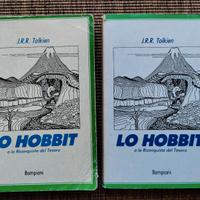 J.R.R. Tolkien
LO HOBBIT
o la Riconquista del Tesoro
Bompiani
J.R.R. Tolkien
LO HOBBIT
o la Riconquista del Tesoro
Bompiani